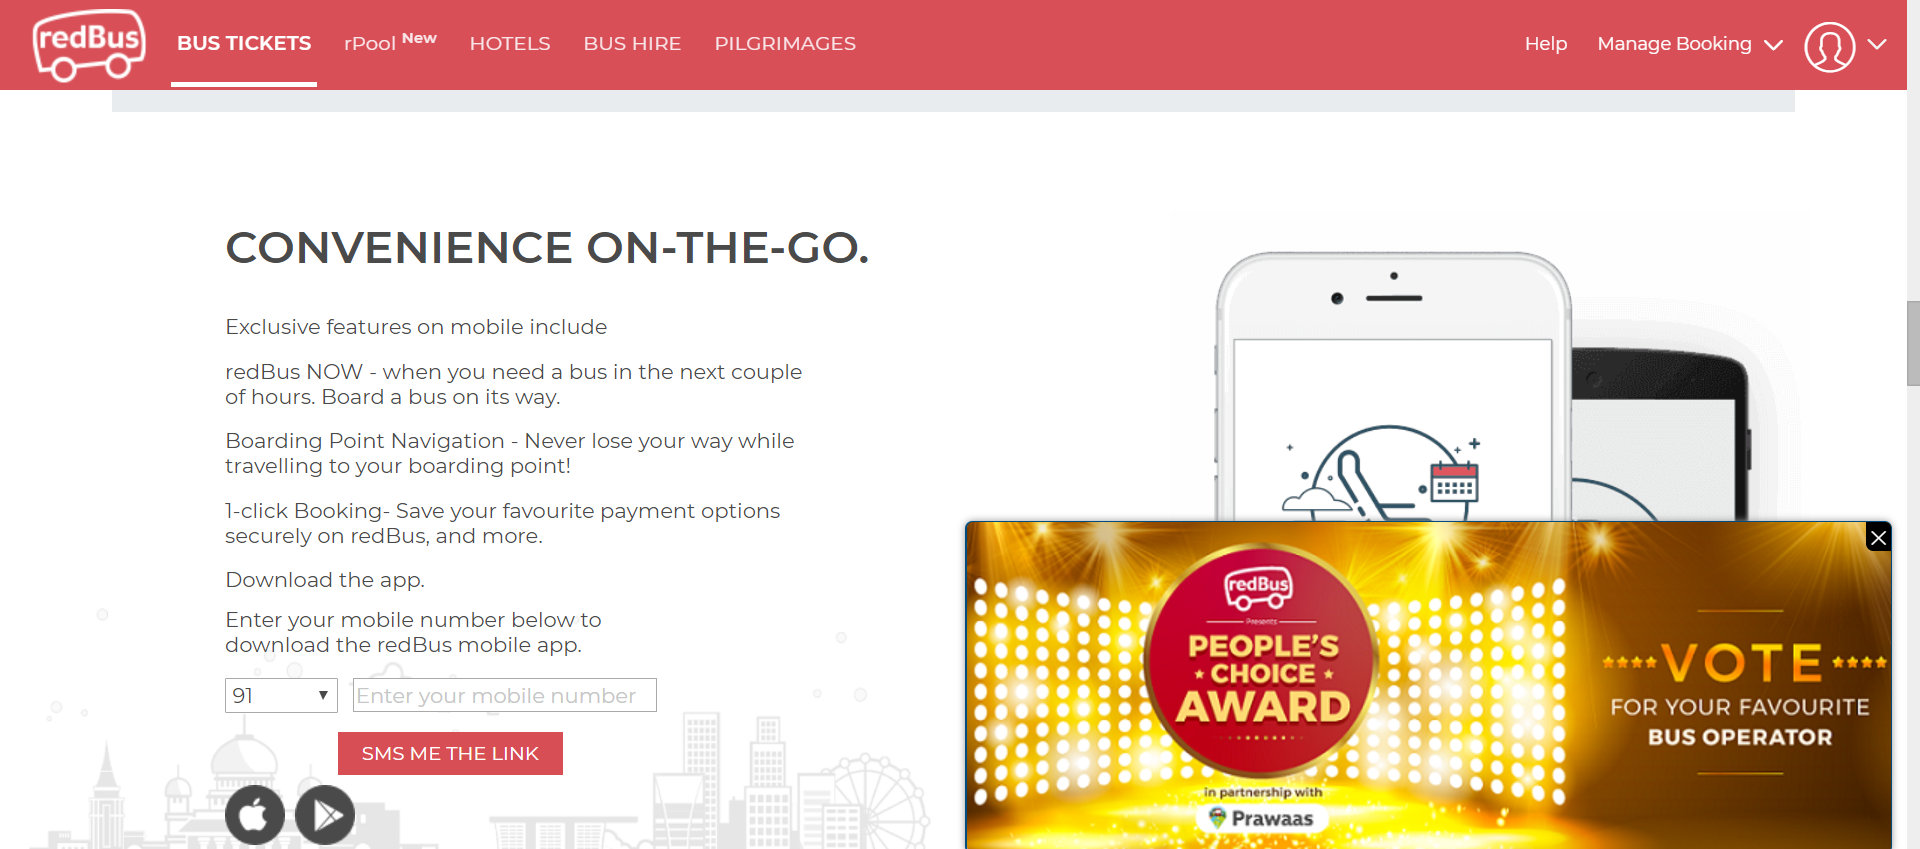 redBus
BUS TICKETS
rPool New
HOTELS
BUS HIRE
PILGRIMAGES
Help
Manage Booking
CONVENIENCE ON-THE-GO.
Exclusive features on mobile include
redBus NOW - when you need a bus in the next couple
of hours. Board a bus on its way.
Boarding Point Navigation - Never lose your way while
travelling to your boarding point!
1-click Booking- Save your favourite payment options
securely on redBus, and more.
Download the app.
Enter your mobile number below to
download the redBus mobile app.
91
Enter your mobile number
SMS ME THE LINK
redBus
Presents
PEOPLE'S
CHOICE
AWARD
in partnership with
Prawaas
VOTE
FOR YOUR FAVOURITE
BUS OPERATOR